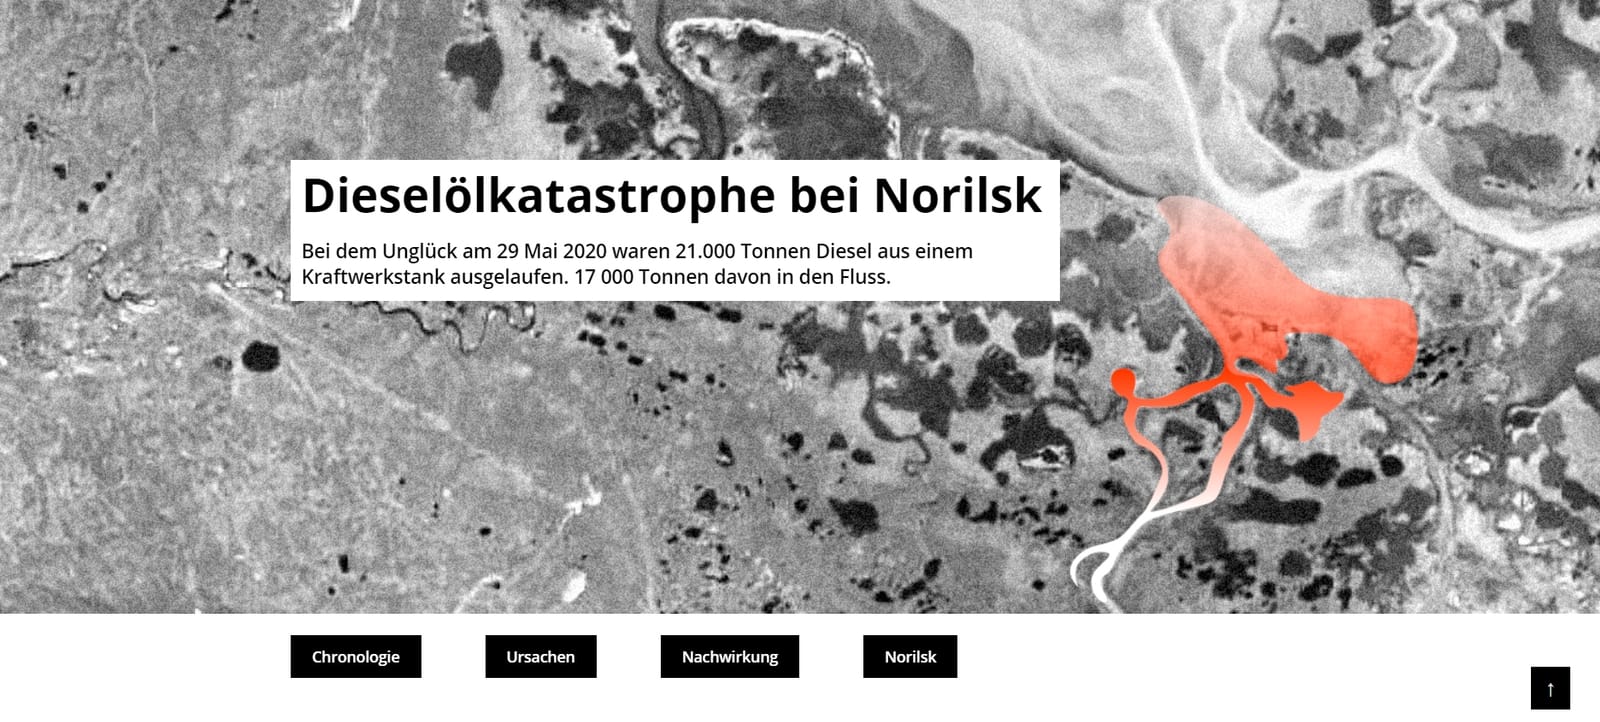 Dieselölkatastrophe bei Norilsk
Bei dem Unglück am 29 Mai 2020 waren 21.000 Tonnen Diesel aus einem
Kraftwerkstank ausgelaufen. 17 000 Tonnen davon in den Fluss.
Chronologie
Ursachen
Nachwirkung
Norilsk
↑